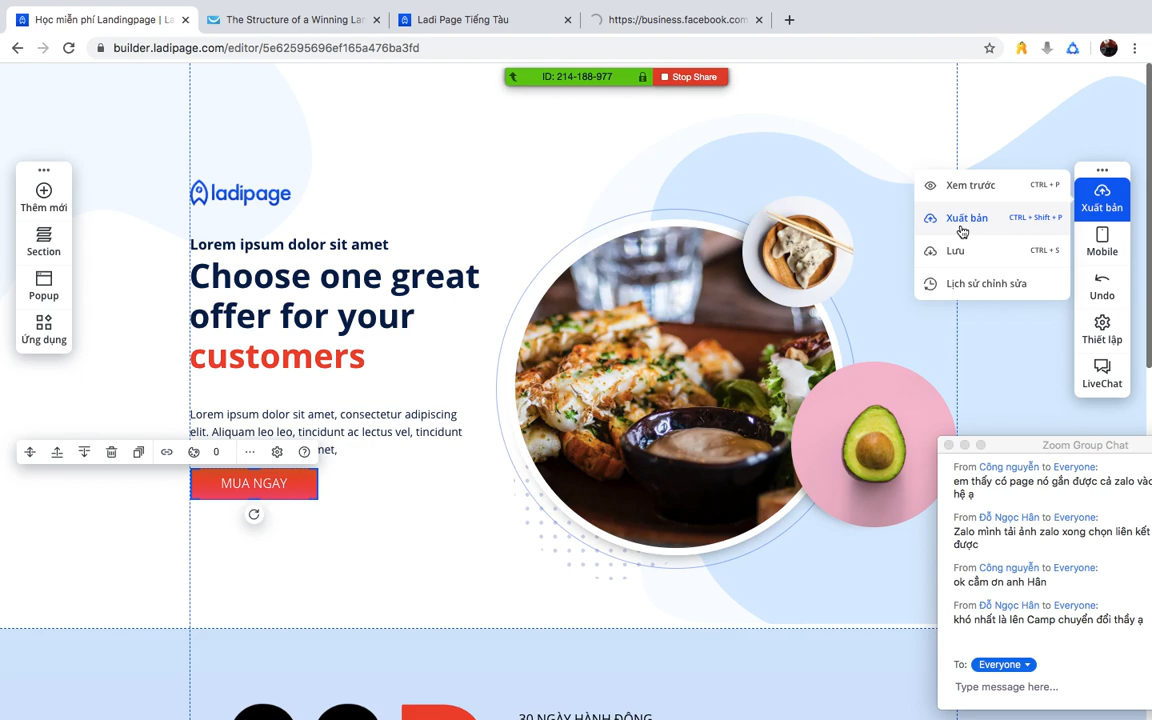 Học miễn phí Landingpage | La
The Structure of a Winning Lan
Ladi Page Tiếng Tàu
https://business.facebook.com
builder.ladipage.com/editor/5e62595696ef165a476ba3fd
ID: 214-188-977
Stop Share
Thêm mới
Section
Popup
Ứng dụng
ladipage
Lorem ipsum dolor sit amet
Choose one great
offer for your
customers
Lorem ipsum dolor sit amet, consectetur adipiscing
elit. Aliquam leo leo, tincidunt ac lectus vel, tincidunt
met,
0
MUA NGAY
Xem trước CTRL + P
Xuất bản CTRL + Shift + P
Lưu CTRL + S
Lịch sử chỉnh sửa
Xuất bản
Mobile
Undo
Thiết lập
LiveChat
Zoom Group Chat
From Công nguyễn to Everyone:
em thấy có page nó gắn được cả zalo vào
hệ ạ
From Đỗ Ngọc Hân to Everyone:
Zalo mình tải ảnh zalo xong chọn liên kết
được
From Công nguyễn to Everyone:
ok cảm ơn anh Hân
From Đỗ Ngọc Hân to Everyone:
khó nhất là lên Camp chuyển đổi thầy ạ
To: Everyone
Type message here...
30 NGÀY HÀNH ĐỘNG